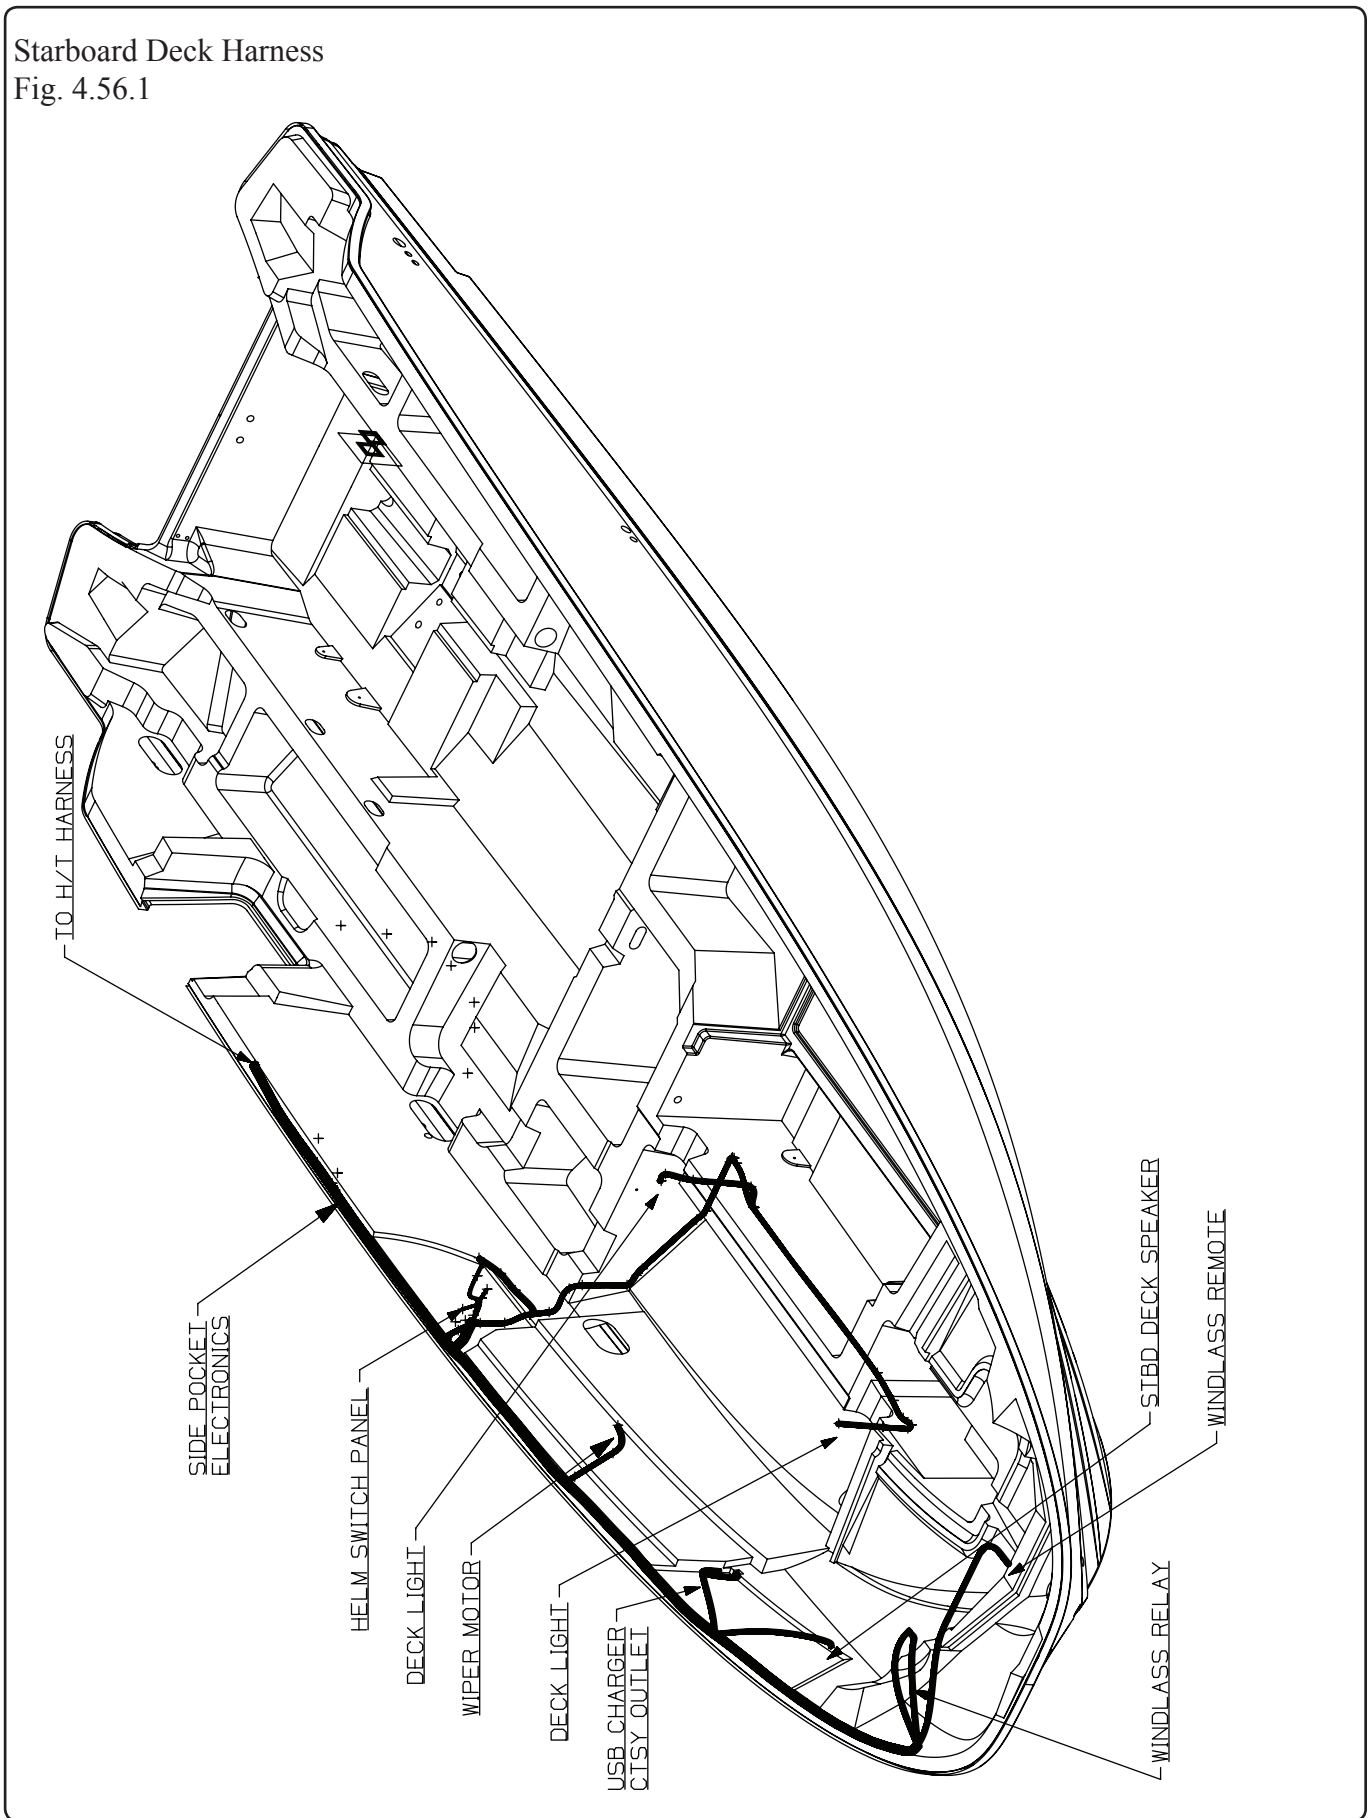 Starboard Deck Harness
Fig. 4.56.1
TO H/T HARNESS
SIDE POCKET
ELECTRONICS
HELM SWITCH PANEL
DECK LIGHT
WIPER MOTOR
DECK LIGHT
USB CHARGER
CTSY OUTLET
STBD DECK SPEAKER
WINDLASS REMOTE
WINDLASS RELAY